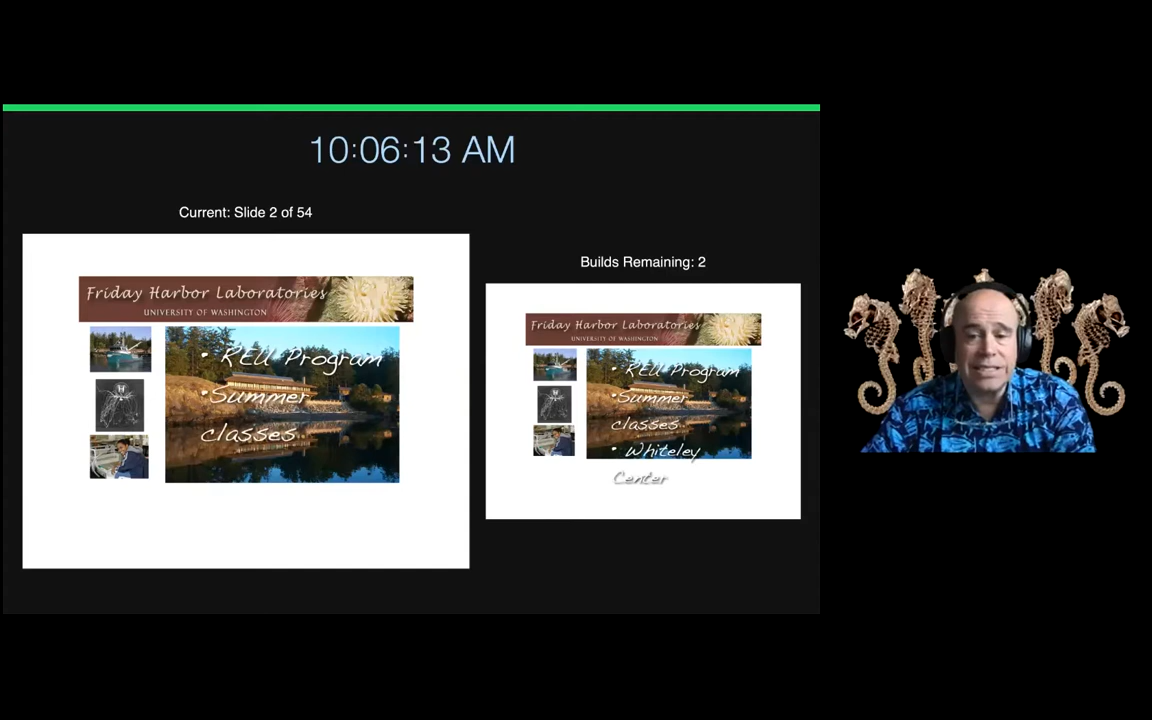 10:06:13 AM
Current: Slide 2 of 54
Friday Harbor Laboratories
UNIVERSITY OF WASHINGTON
• REU Program
• Summer
classes
Builds Remaining: 2
Friday Harbor Laboratories
UNIVERSITY OF WASHINGTON
• REU Program
• Summer
classes
• Whiteley
Center